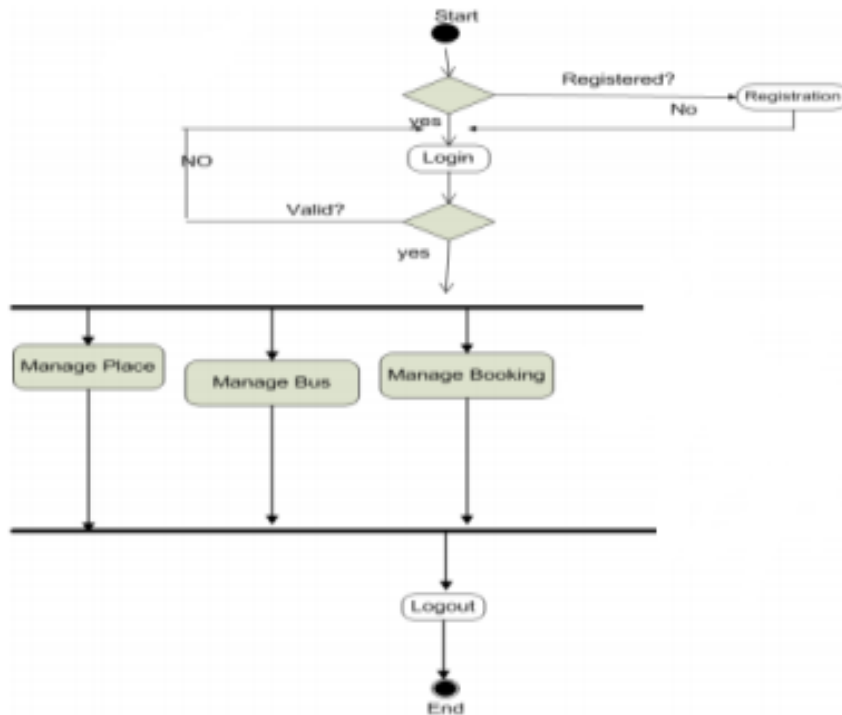 Start
Registered?
Registration
No
yes
Login
NO
Valid?
yes
Manage Place
Manage Bus
Manage Booking
Logout
End